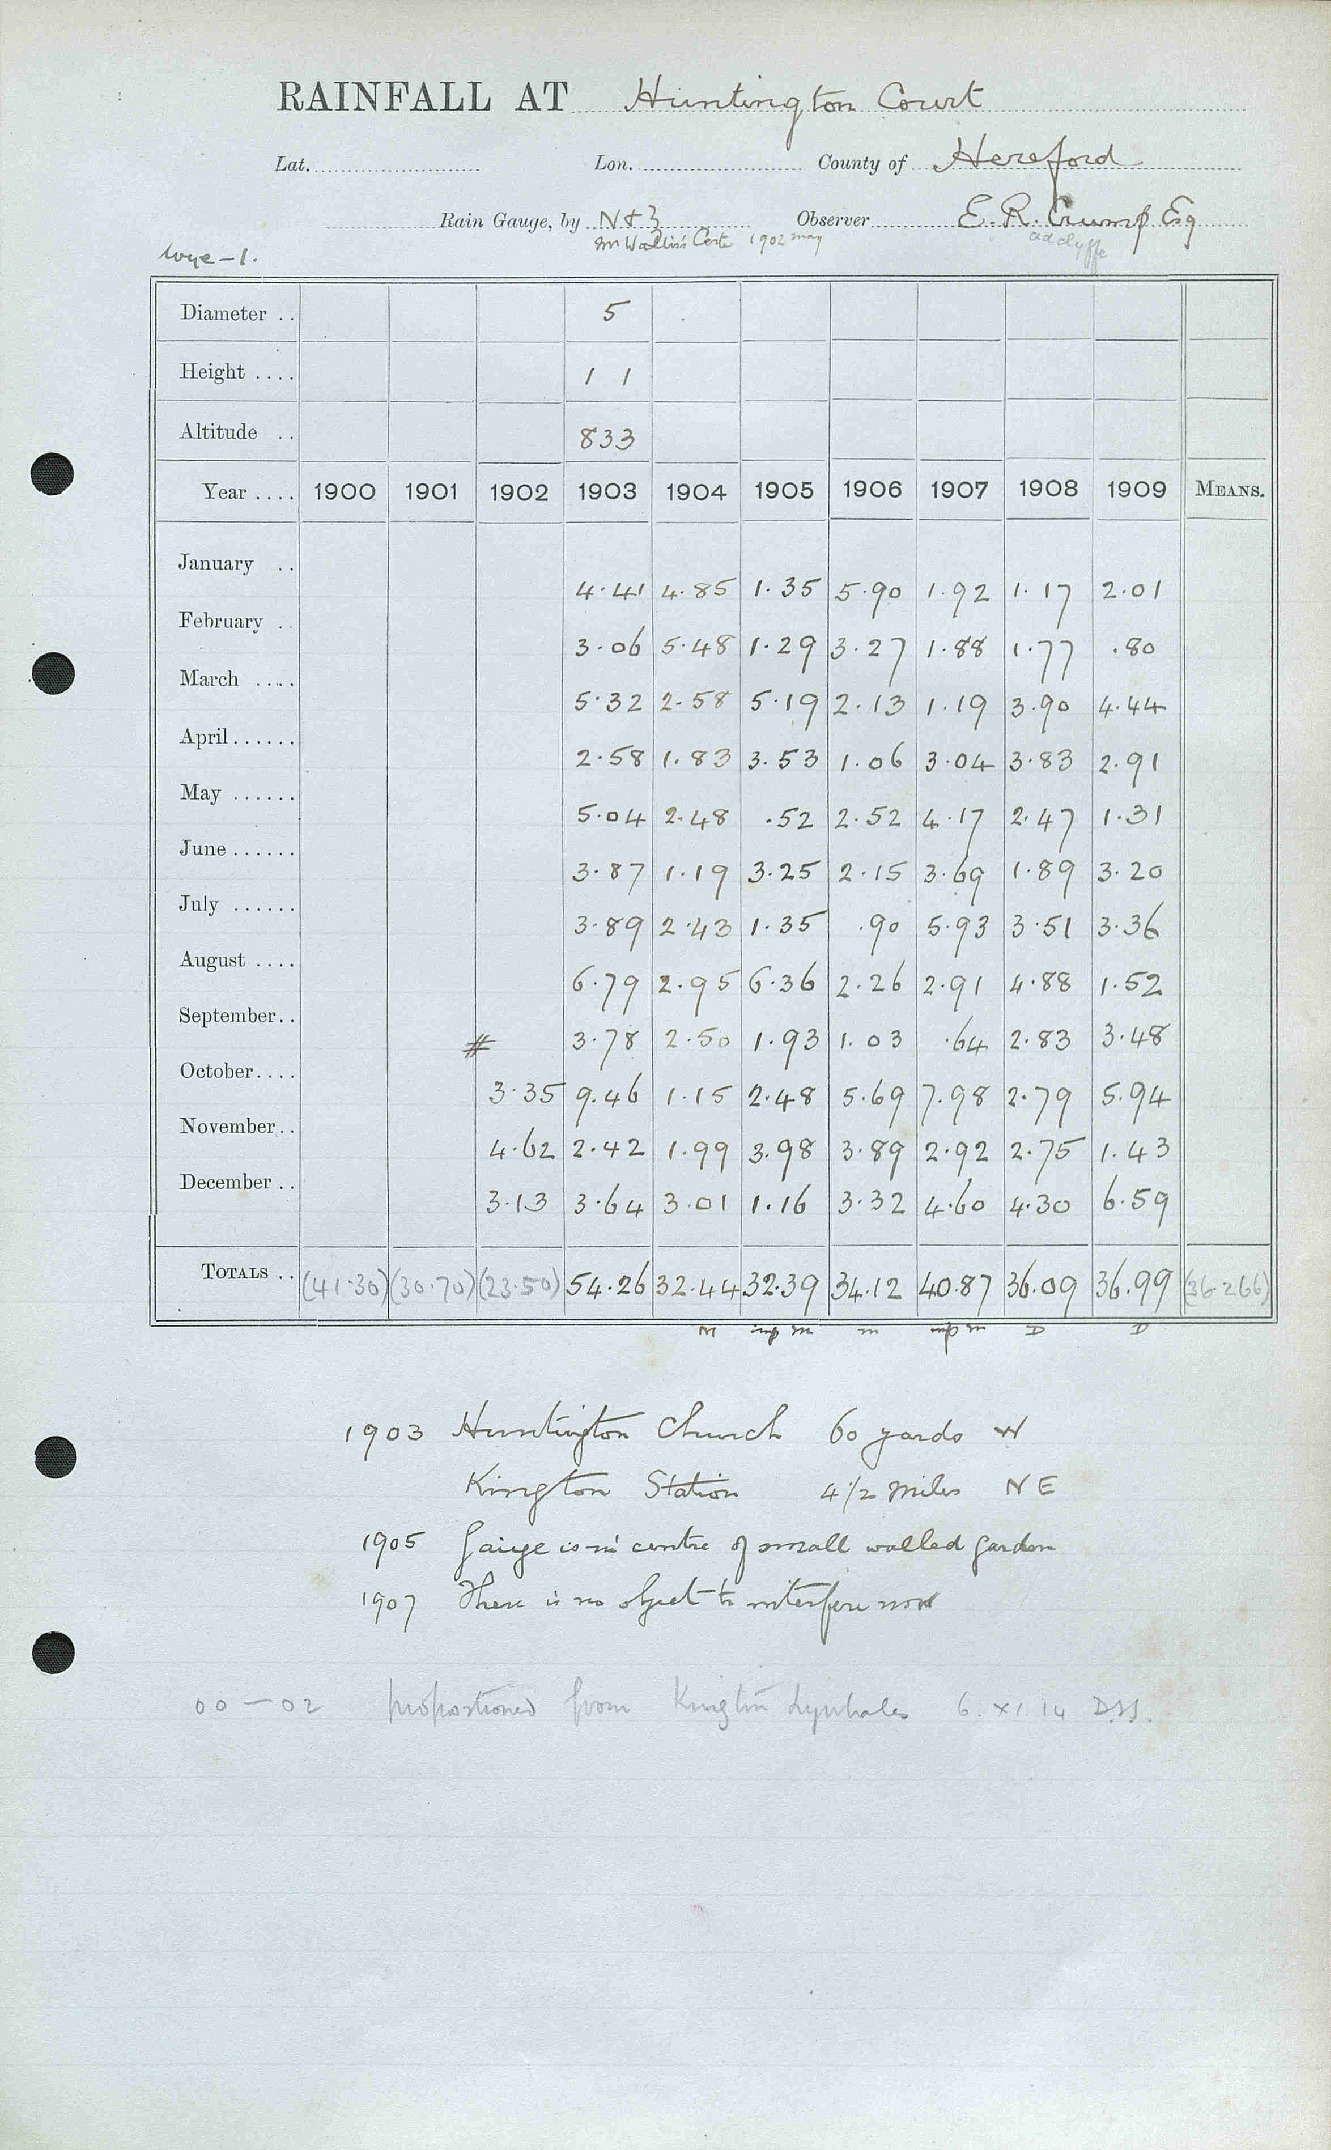 RAINFALL AT Huntington Court
Lat. Lon. County of Hereford
Rain Gauge, by N&3 Observer E. R. Crump Esq
1902 may adclyffe
Wye-1.
Diameter .. 5
Height .... 1 1
Altitude .. 833
Year .... 1900 1901 1902 1903 1904 1905 1906 1907 1908 1909 MEANS.
January .. 4.41 4.85 1.35 5.90 1.92 1.17 2.01
February .. 3.06 5.48 1.29 3.27 1.88 1.77 .80
March .... 5.32 2.58 5.19 2.13 1.19 3.90 4.44
April...... 2.58 1.83 3.53 1.06 3.04 3.83 2.91
May ...... 5.04 2.48 .52 2.52 4.17 2.47 1.31
June...... 3.87 1.19 3.25 2.15 3.69 1.89 3.20
July ...... 3.89 2.43 1.35 .90 5.93 3.51 3.36
August .... 6.79 2.95 6.36 2.26 2.91 4.88 1.52
September.. # 3.78 2.50 1.93 1.03 .64 2.83 3.48
October.... 3.35 9.46 1.15 2.48 5.69 7.98 2.79 5.94
November.. 4.62 2.42 1.99 3.98 3.89 2.92 2.75 1.43
December .. 3.13 3.64 3.01 1.16 3.32 4.60 4.30 6.59
TOTALS .. (41.30) (30.70) (23.50) 54.26 32.44 32.39 34.12 40.87 36.09 36.99 (36.266)
M m D D
1903 Huntington Church 60 yards W
Kington Station 4 1/2 miles NE
1905 Gauge is in centre of small walled garden
1907 There is no object to interfere now
00-02 proportioned from Kington Lynhales 6.XI.14